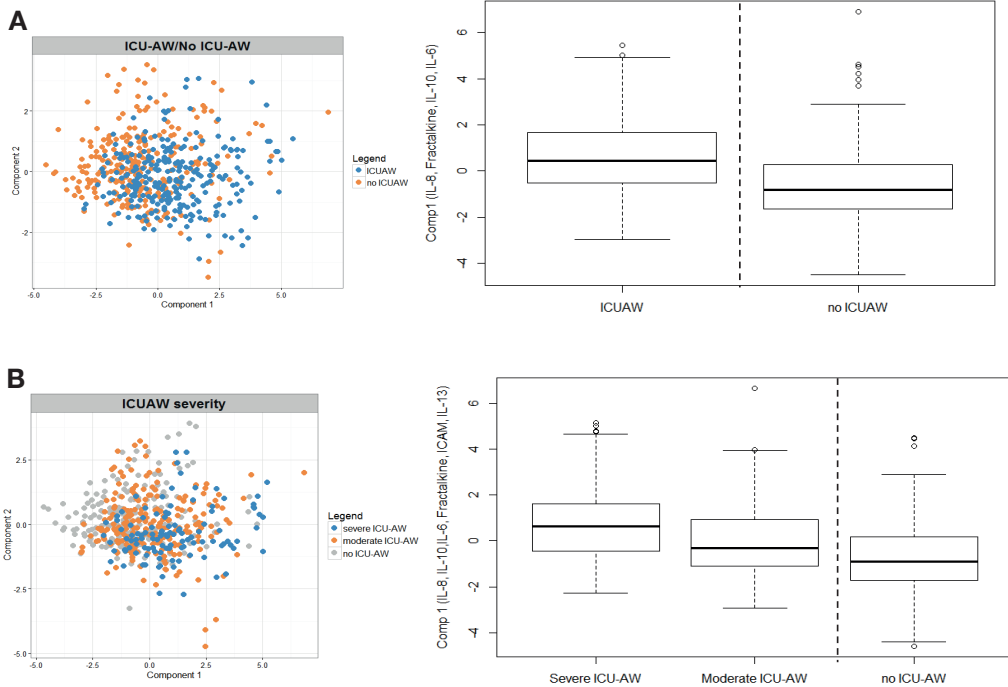 A
ICU-AW/No ICU-AW
2
0
-2
Component 2
-5.0
-2.5
0.0
2.5
5.0
Component 1
Legend
ICUAW
no ICUAW
6
4
2
0
-2
-4
Comp1 (IL-8, Fractalkine, IL-10, IL-6)
ICUAW
no ICUAW
B
ICUAW severity
2.5
0.0
-2.5
-5.0
Component 2
-5.0
-2.5
0.0
2.5
5.0
Component 1
Legend
severe ICU-AW
moderate ICU-AW
no ICU-AW
6
4
2
0
-2
-4
Comp 1 (IL-8, IL-10,IL-6, Fractalkine, ICAM, IL-13)
Severe ICU-AW
Moderate ICU-AW
no ICU-AW